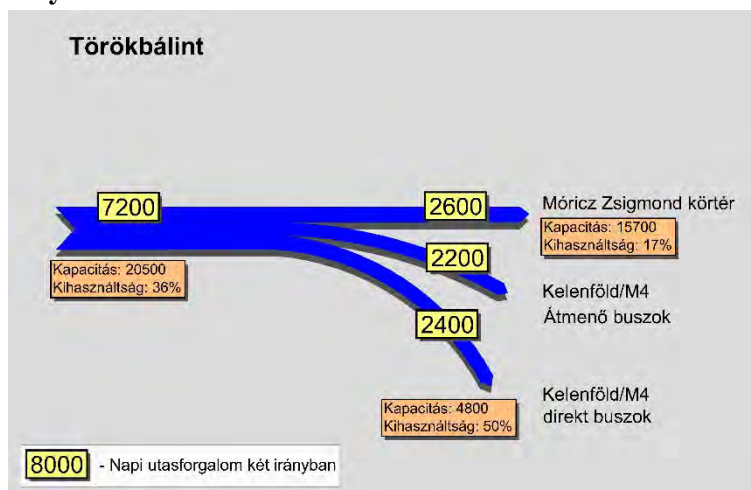 Törökbálint
7200
2600
Móricz Zsigmond körtér
Kapacitás: 15700
Kihasználtság: 17%
Kapacitás: 20500
Kihasználtság: 36%
2200
Kelenföld/M4
Átmenő buszok
2400
Kapacitás: 4800
Kihasználtság: 50%
Kelenföld/M4
direkt buszok
8000 - Napi utasforgalom két irányban